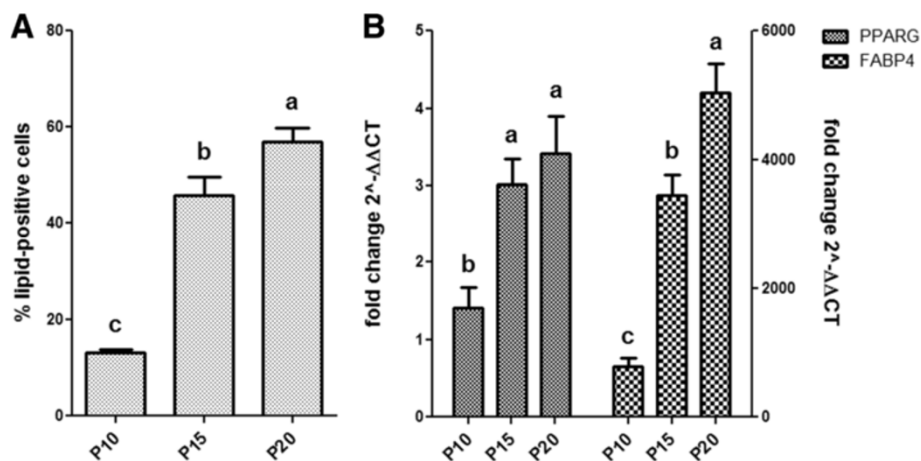 A
% lipid-positive cells
80
60
40
20
0
c
b
a
P10
P15
P20
B
fold change 2^-ΔΔCT
5
4
3
2
1
0
b
a
a
c
b
a
P10
P15
P20
P10
P15
P20
6000
4000
2000
0
fold change 2^-ΔΔCT
PPARG
FABP4